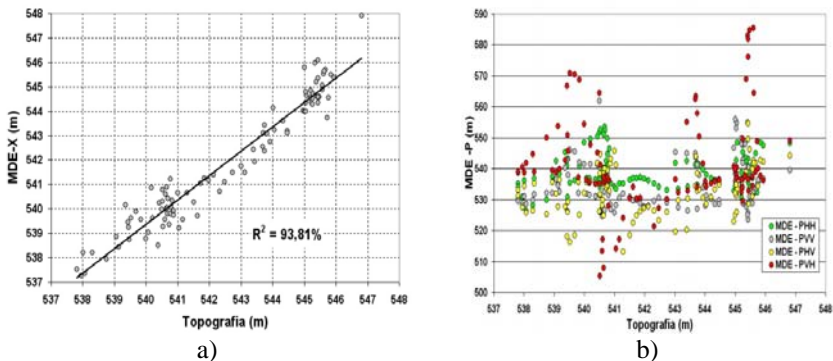 a)
548
547
546
545
544
543
542
541
540
539
538
537
MDE-X (m)
R² = 93,81%
537 538 539 540 541 542 543 544 545 546 547 548
Topografia (m)
a)
b)
590
580
570
560
550
540
530
520
510
500
MDE -P (m)
MDE - PHH
MDE - PVV
MDE - PHV
MDE - PVH
537 538 539 540 541 542 543 544 545 546 547 548
Topografia (m)
b)